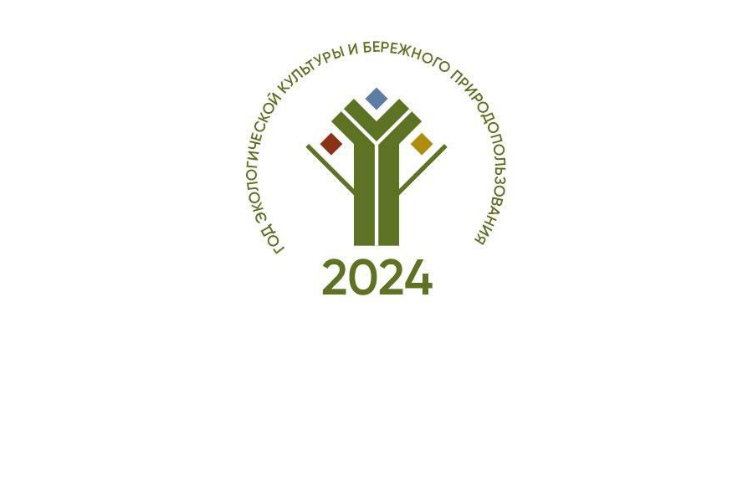 ГОД ЭКОЛОГИЧЕСКОЙ КУЛЬТУРЫ И БЕРЕЖНОГО ПРИРОДОПОЛЬЗОВАНИЯ
2024